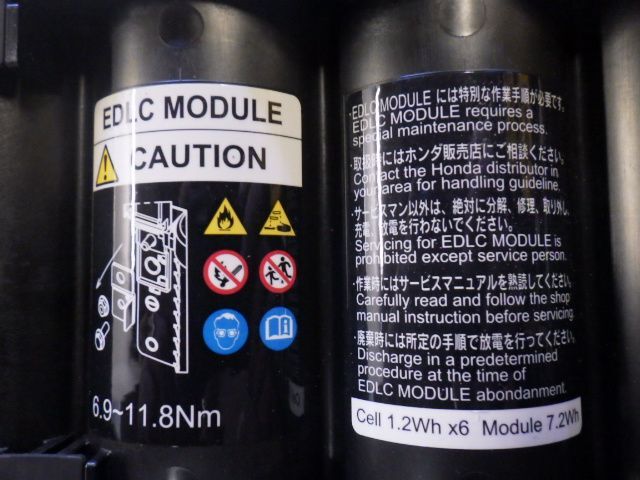 EDLC MODULE
CAUTION
6.9~11.8Nm
・EDLC MODULE には特別な作業手順が必要です。
EDLC MODULE requires a
special maintenance process.
・取扱時にはホンダ販売店にご相談ください。
Contact the Honda distributor in
your area for handling guideline.
・サービスマン以外は、絶対に分解、修理、取り外し、
充電、放電を行わないでください。
Servicing for EDLC MODULE is
prohibited except service person.
・作業時にはサービスマニュアルを熟読してください。
Carefully read and follow the shop
manual instruction before servicing.
・廃棄時には所定の手順で放電を行ってください。
Discharge in a predetermined
procedure at the time of
EDLC MODULE abondanment.
Cell 1.2Wh x6 Module 7.2Wh